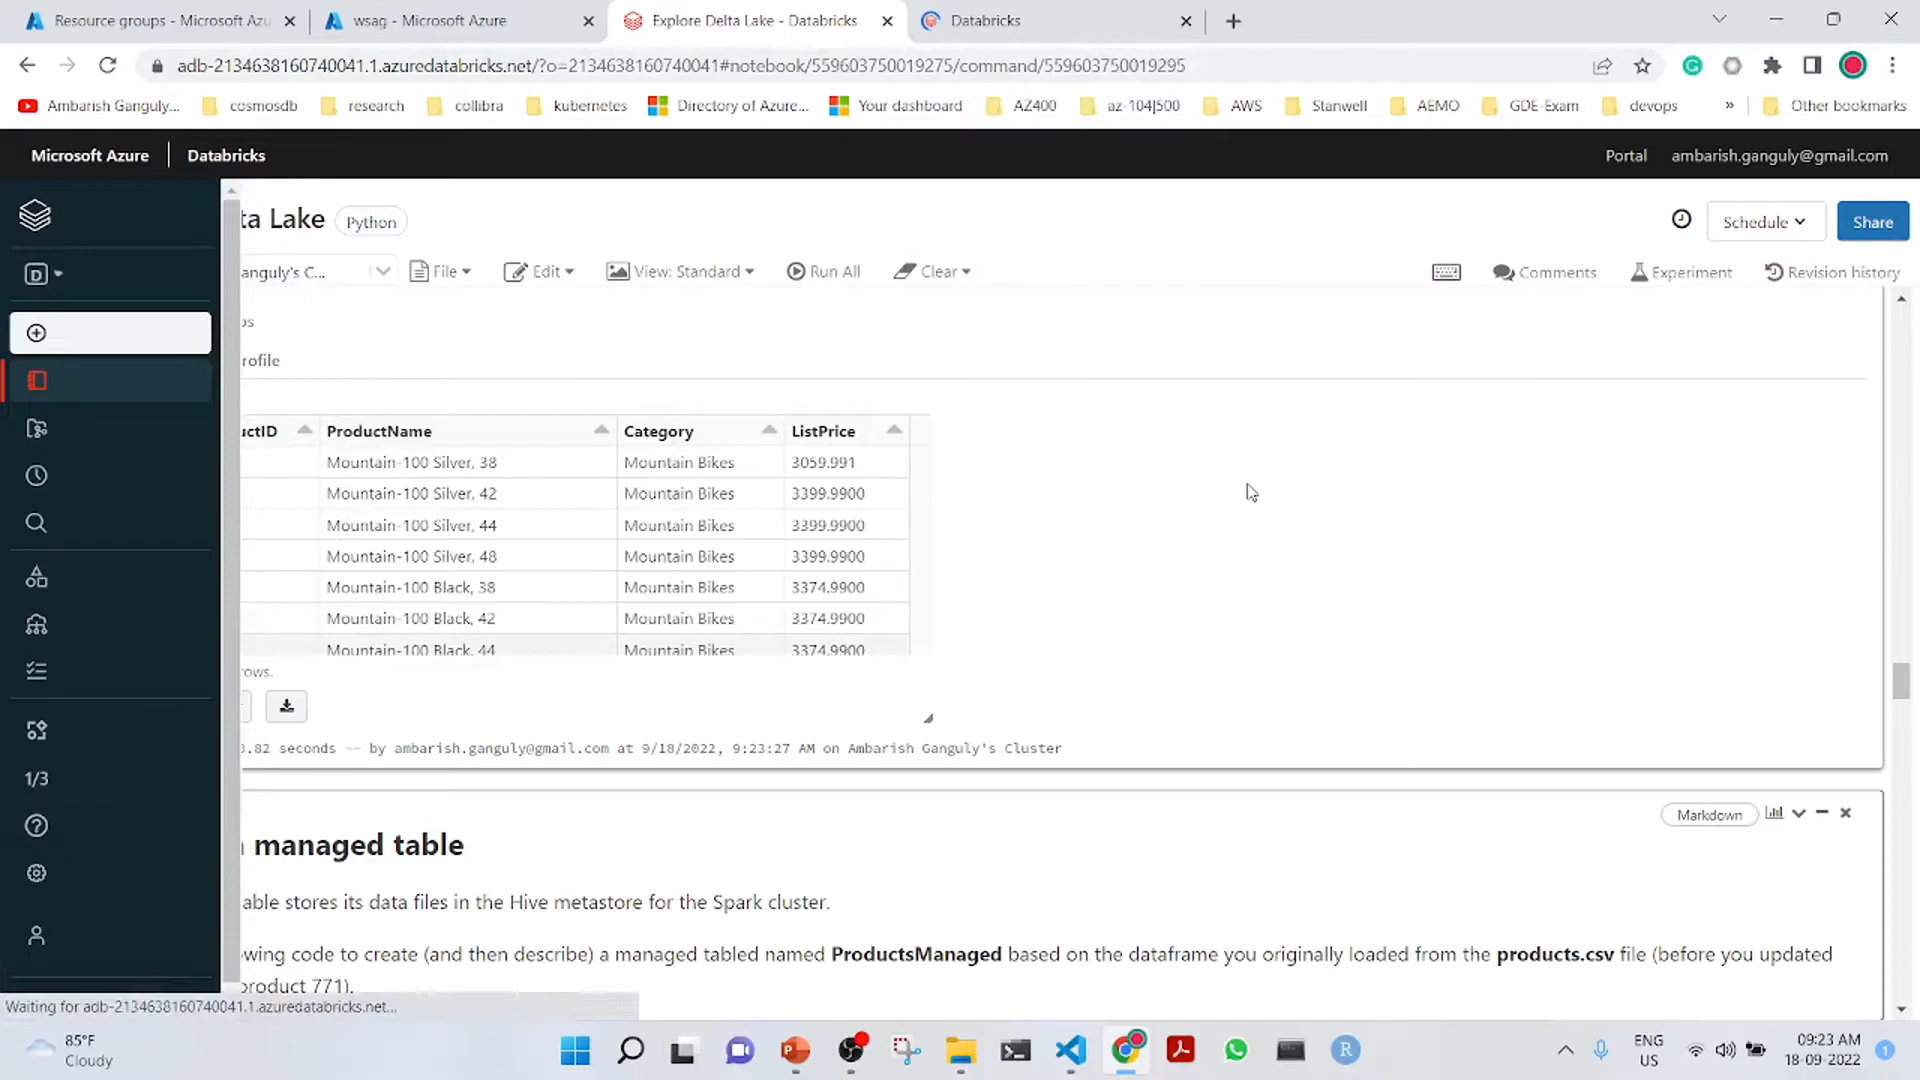 Resource groups - Microsoft Azu
wsag - Microsoft Azure
Explore Delta Lake - Databricks
Databricks
adb-2134638160740041.1.azuredatabricks.net/?o=2134638160740041#notebook/559603750019275/command/559603750019295
Ambarish Ganguly...
cosmosdb
research
collibra
kubernetes
Directory of Azure...
Your dashboard
AZ400
az-104|500
AWS
Stanwell
AEMO
GDE-Exam
devops
»
Other bookmarks
Microsoft Azure
Databricks
Portal
ambarish.ganguly@gmail.com
ta Lake
Python
Schedule
Share
D
anguly's C...
File
Edit
View: Standard
Run All
Clear
Comments
Experiment
Revision history
bs
rofile
uctID ProductName Category ListPrice
Mountain-100 Silver, 38 Mountain Bikes 3059.991
Mountain-100 Silver, 42 Mountain Bikes 3399.9900
Mountain-100 Silver, 44 Mountain Bikes 3399.9900
Mountain-100 Silver, 48 Mountain Bikes 3399.9900
Mountain-100 Black, 38 Mountain Bikes 3374.9900
Mountain-100 Black, 42 Mountain Bikes 3374.9900
Mountain-100 Black, 44 Mountain Bikes 3374.9900
rows.
0.82 seconds -- by ambarish.ganguly@gmail.com at 9/18/2022, 9:23:27 AM on Ambarish Ganguly's Cluster
1/3
Markdown
managed table
able stores its data files in the Hive metastore for the Spark cluster.
owing code to create (and then describe) a managed tabled named ProductsManaged based on the dataframe you originally loaded from the products.csv file (before you updated
product 771).
Waiting for adb-2134638160740041.1.azuredatabricks.net...
85°F
Cloudy
R
ENG
US
09:23 AM
18-09-2022
1